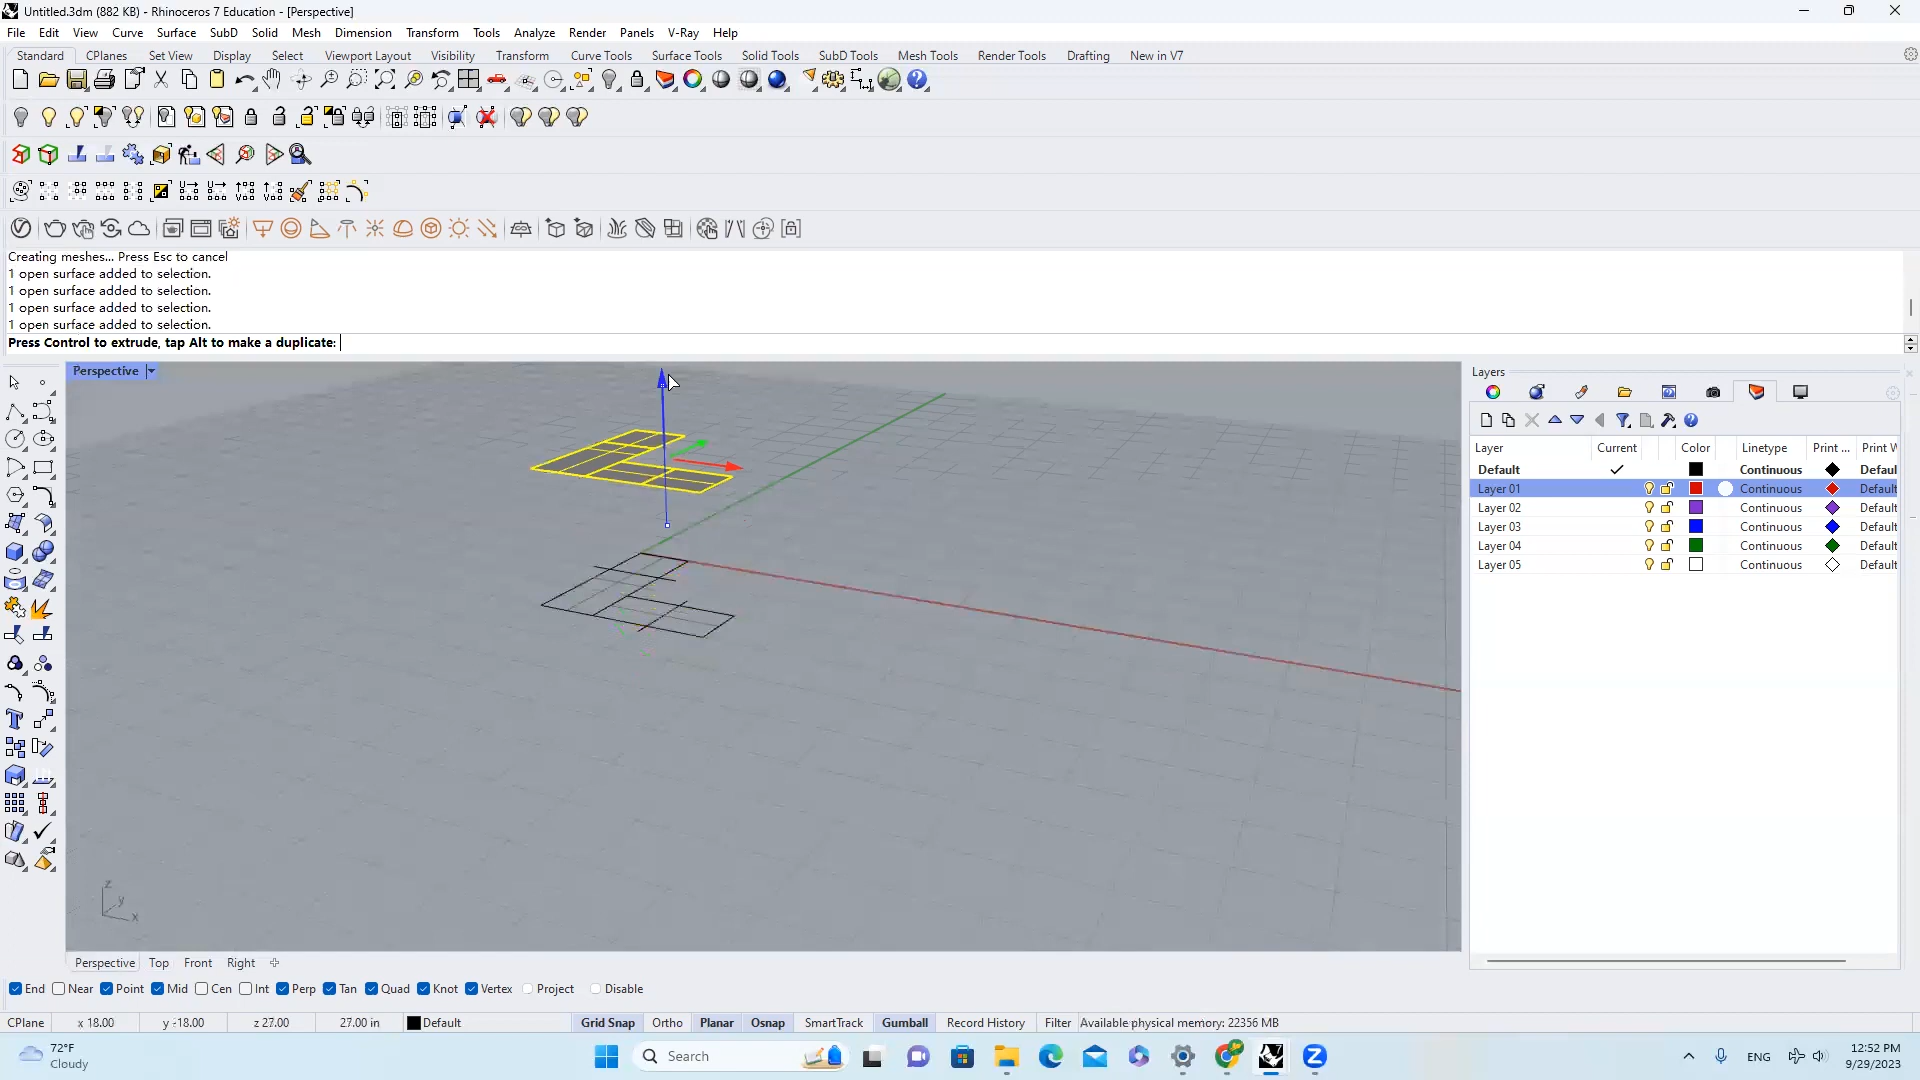 Untitled.3dm (882 KB) - Rhinoceros 7 Education - [Perspective]
File Edit View Curve Surface SubD Solid Mesh Dimension Transform Tools Analyze Render Panels V-Ray Help
Standard CPlanes Set View Display Select Viewport Layout Visibility Transform Curve Tools Surface Tools Solid Tools SubD Tools Mesh Tools Render Tools Drafting New in V7
Creating meshes... Press Esc to cancel
1 open surface added to selection.
1 open surface added to selection.
1 open surface added to selection.
1 open surface added to selection.
Press Control to extrude, tap Alt to make a duplicate:
Perspective
Layers
Layer Current Color Linetype Print ... Print W
Default Continuous Defaul
Layer 01 Continuous Default
Layer 02 Continuous Default
Layer 03 Continuous Default
Layer 04 Continuous Default
Layer 05 Continuous Default
z
y
x
Perspective Top Front Right
End Near Point Mid Cen Int Perp Tan Quad Knot Vertex Project Disable
CPlane x 18.00 y -18.00 z 27.00 27.00 in Default Grid Snap Ortho Planar Osnap SmartTrack Gumball Record History Filter Available physical memory: 22356 MB
72°F
Cloudy
Search
ENG
12:52 PM
9/29/2023